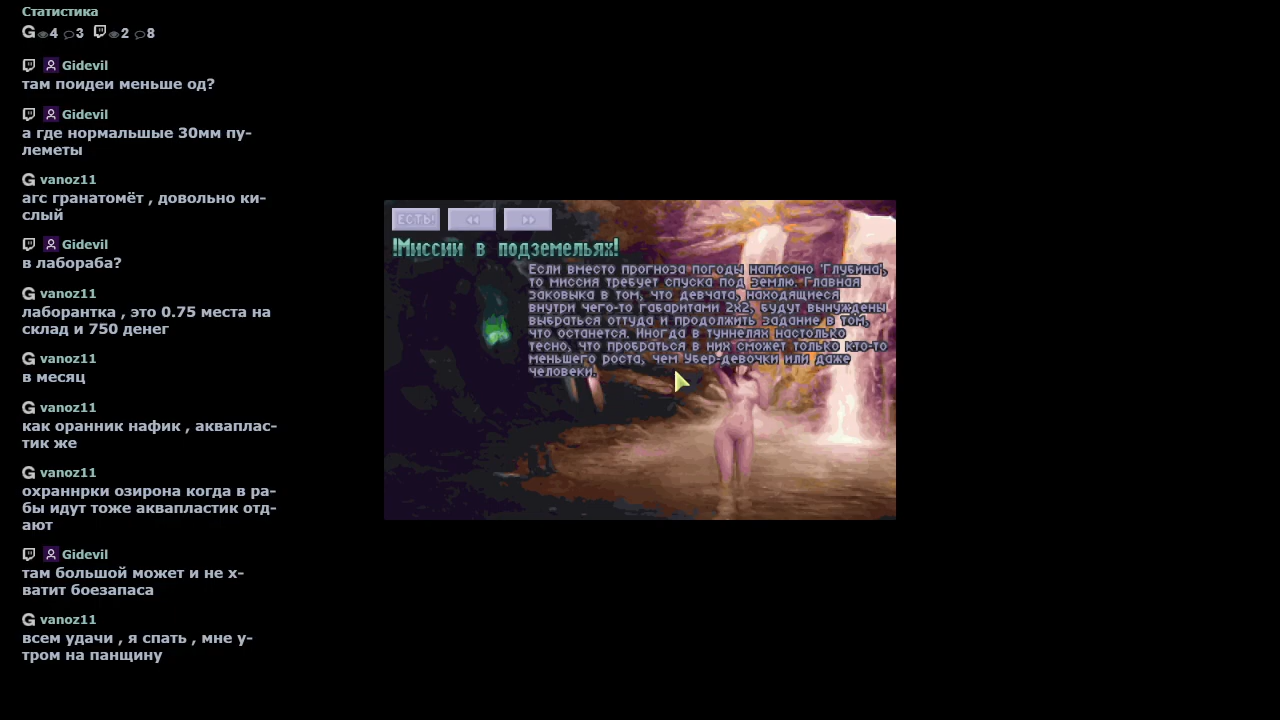 Статистика
4 3 2 8
Gidevil
там поидеи меньше од?
Gidevil
а где нормальшые 30мм пу-
леметы
vanoz11
агс гранатомёт , довольно ки-
слый
Gidevil
в лабораба?
vanoz11
лаборантка , это 0.75 места на
склад и 750 денег
vanoz11
в месяц
vanoz11
как оранник нафик , акваплас-
тик же
vanoz11
охраннрки озирона когда в ра-
бы идут тоже аквапластик отд-
ают
Gidevil
там большой может и не х-
ватит боезапаса
vanoz11
всем удачи , я спать , мне у-
тром на панщину
ЕСТЬ!
!Миссии в подземельях!
Если вместо прогноза погоды написано 'Глубина',
то миссия требует спуска под землю. Главная
заковыка в том, что девчата, находящиеся
внутри чего-то габаритами 2x2, будут вынуждены
выбраться оттуда и продолжить задание в том,
что останется. Иногда в туннелях настолько
тесно, что пробраться в них сможет только кто-то
меньшего роста, чем Убер-девочки или даже
человеки.